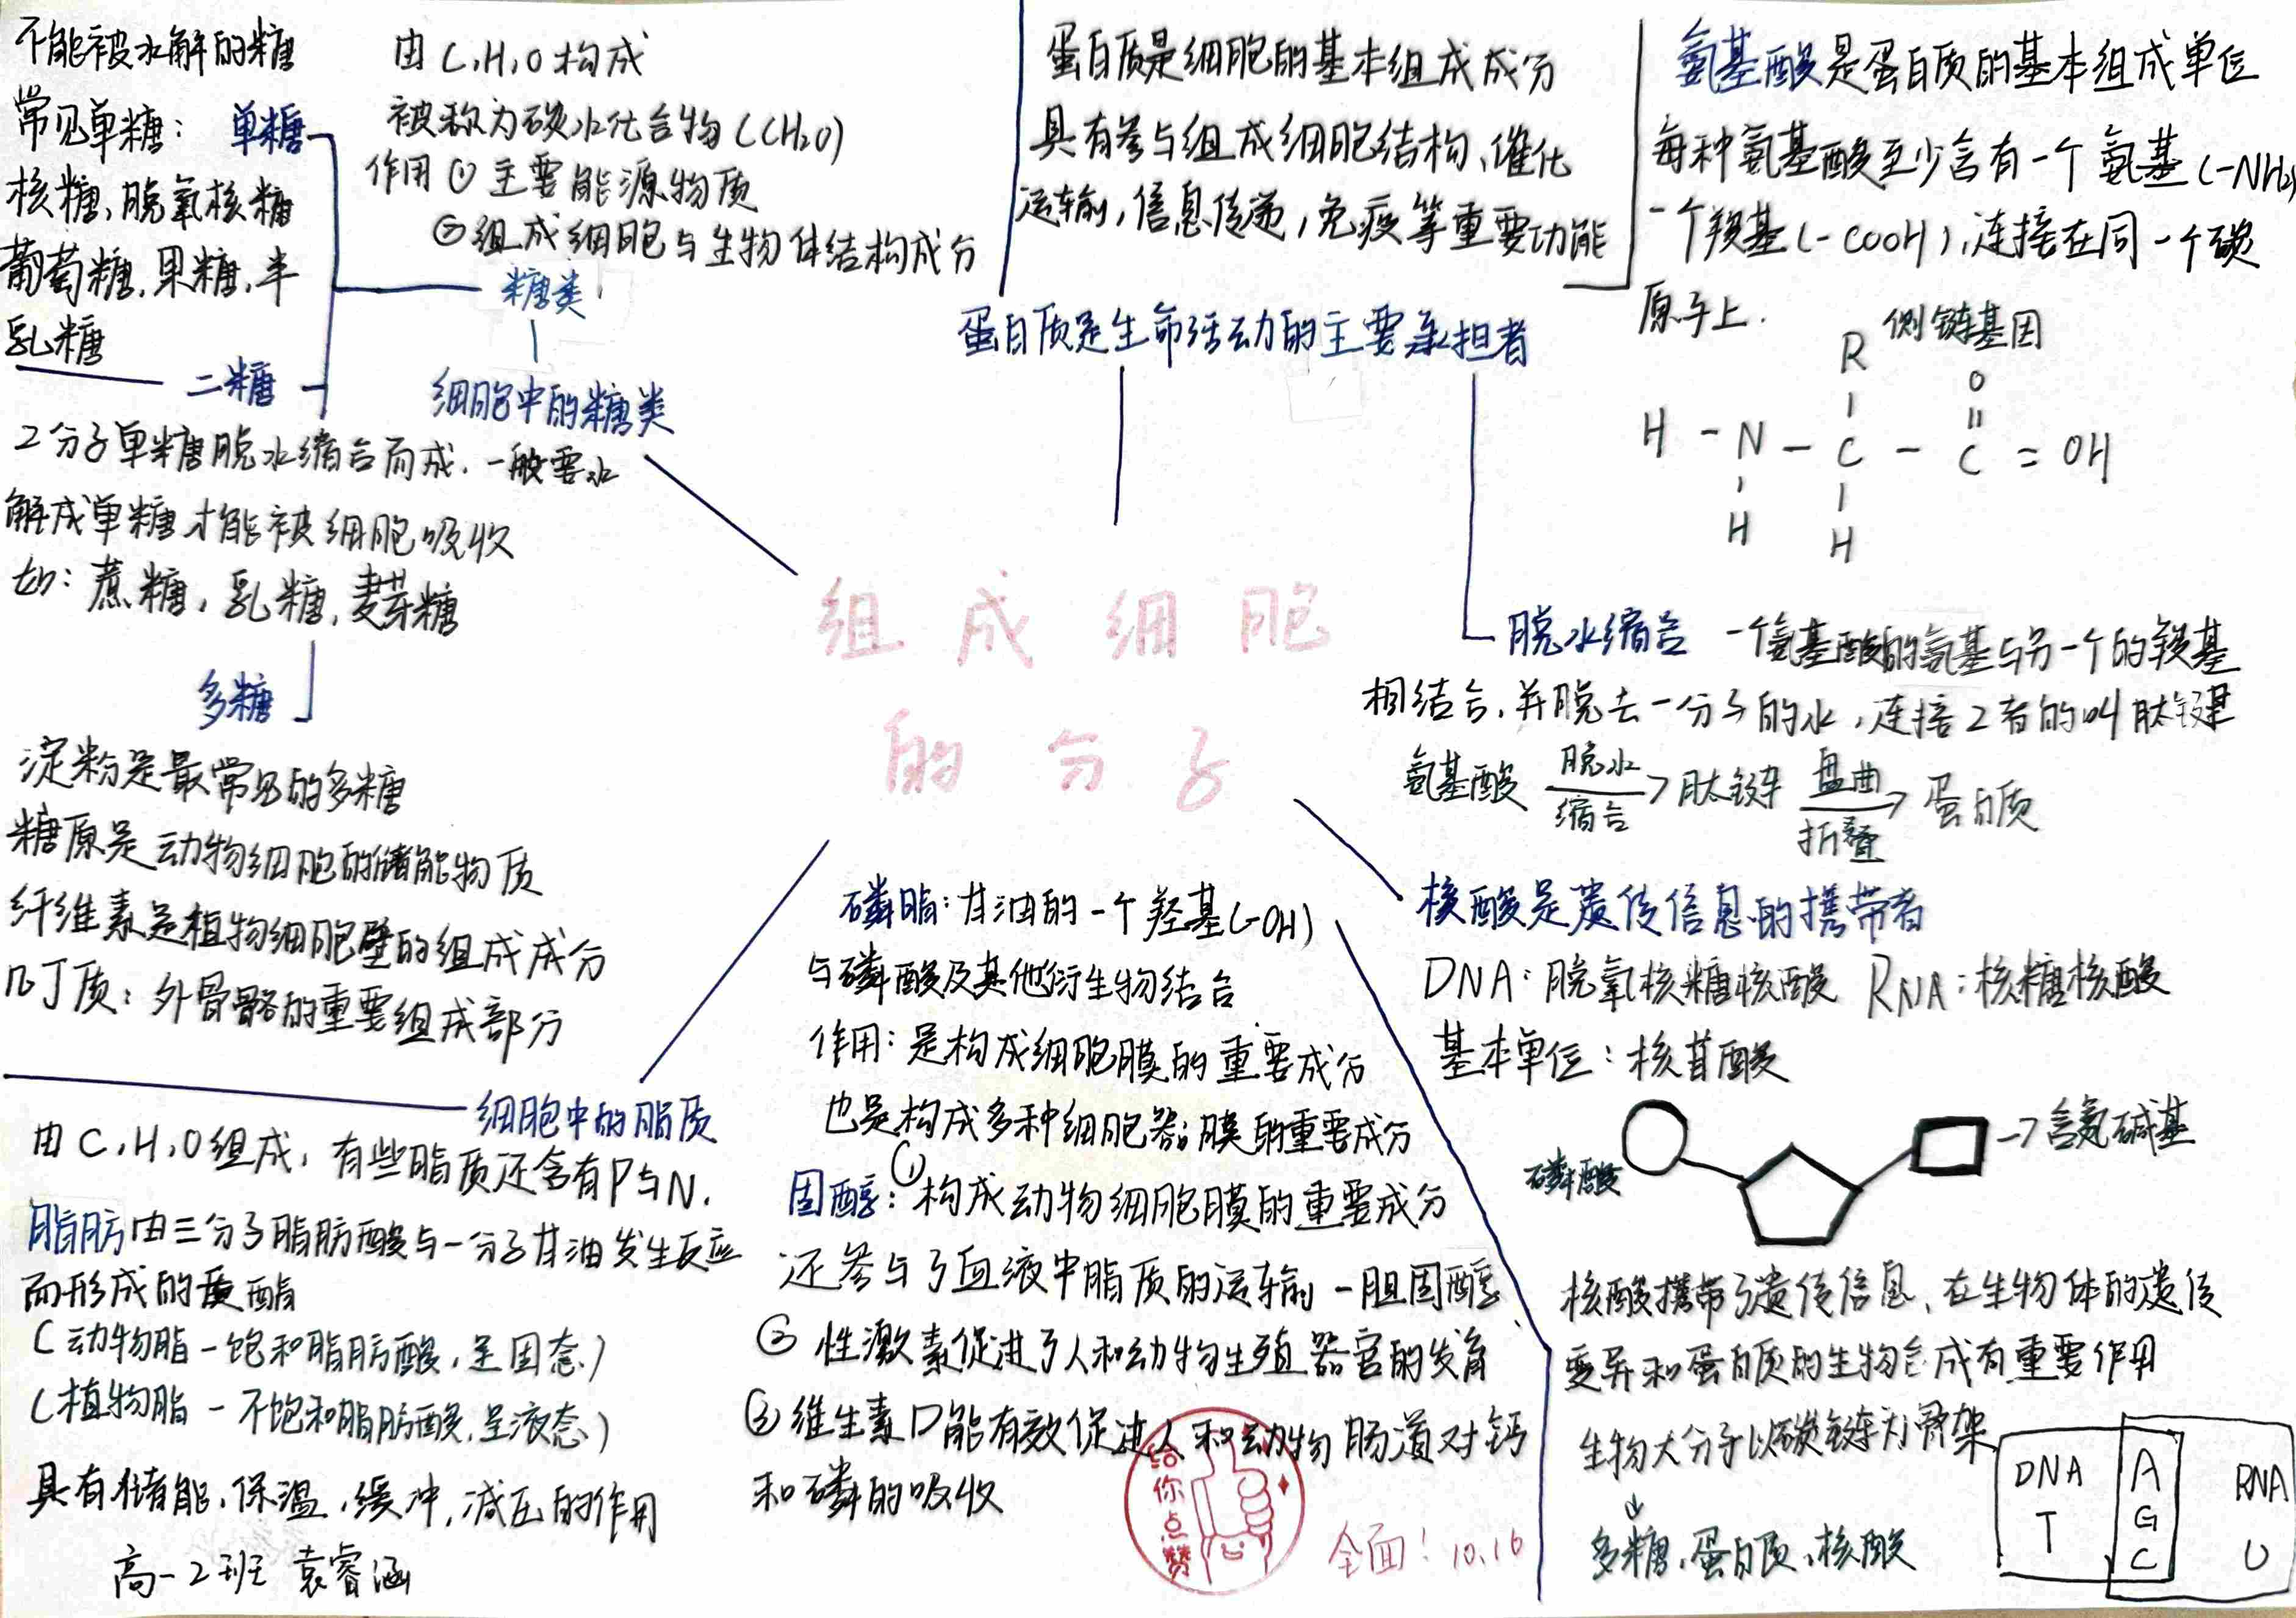 不能被水解的糖
常见单糖：
单糖
核糖，脱氧核糖
葡萄糖，果糖，半
乳糖
由C,H,O构成
被称为碳水化合物(CH₂O)
作用①主要能源物质
②组成细胞与生物体结构成分
糖类
细胞中的糖类
二糖
2分子单糖脱水缩合而成.一般要水
解成单糖才能被细胞吸收
如：蔗糖，乳糖，麦芽糖
多糖
淀粉是最常见的多糖
糖原是动物细胞的储能物质
纤维素是植物细胞壁的组成成分
几丁质：外骨骼的重要组成部分
蛋白质是细胞的基本组成成分
具有参与组成细胞结构、催化
运输，信息传递，免疫等重要功能
蛋白质是生命活动的主要承担者
氨基酸是蛋白质的基本组成单位
每种氨基酸至少含有一个氨基(-NH₂)
一个羧基(-COOH),连接在同一个碳
原子上.
侧链基因
R
O
H - N - C - C = OH
H
H
脱水缩合 一个氨基酸的氨基与另一个的羧基
相结合，并脱去一分子的水，连接2者的叫肽键
氨基酸 脱水缩合→肽链 盘曲折叠→蛋白质
组成细胞
的分子
细胞中的脂质
由C,H,O组成，有些脂质还含有P与N.
脂肪由三分子脂肪酸与一分子甘油发生反应
而形成的酯
(动物脂-饱和脂肪酸，呈固态)
(植物脂-不饱和脂肪酸，呈液态)
具有储能，保温，缓冲，减压的作用
高一2班 袁睿涵
磷脂：甘油的一个羟基(-OH)
与磷酸及其他衍生物结合
作用：是构成细胞膜的重要成分
也是构成多种细胞器膜的重要成分
固醇：①构成动物细胞膜的重要成分
还参与了血液中脂质的运输-胆固醇
②性激素促进了人和动物生殖器官的发育
③维生素D能有效促进人和动物肠道对钙
和磷的吸收
给你点赞
全面！10.16
核酸是遗传信息的携带者
DNA：脱氧核糖核酸 RNA：核糖核酸
基本单位：核苷酸
磷酸
→含氮碱基
核酸携带了遗传信息，在生物体的遗传
变异和蛋白质的生物合成有重要作用
生物大分子以碳链为骨架
↓
多糖，蛋白质，核酸
DNA A RNA
T G U
C